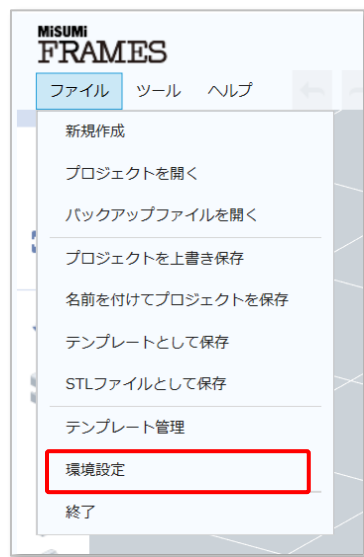 MiSUMi
FRAMES
ファイル ツール ヘルプ
新規作成
プロジェクトを開く
バックアップファイルを開く
プロジェクトを上書き保存
名前を付けてプロジェクトを保存
テンプレートとして保存
STLファイルとして保存
テンプレート管理
環境設定
終了